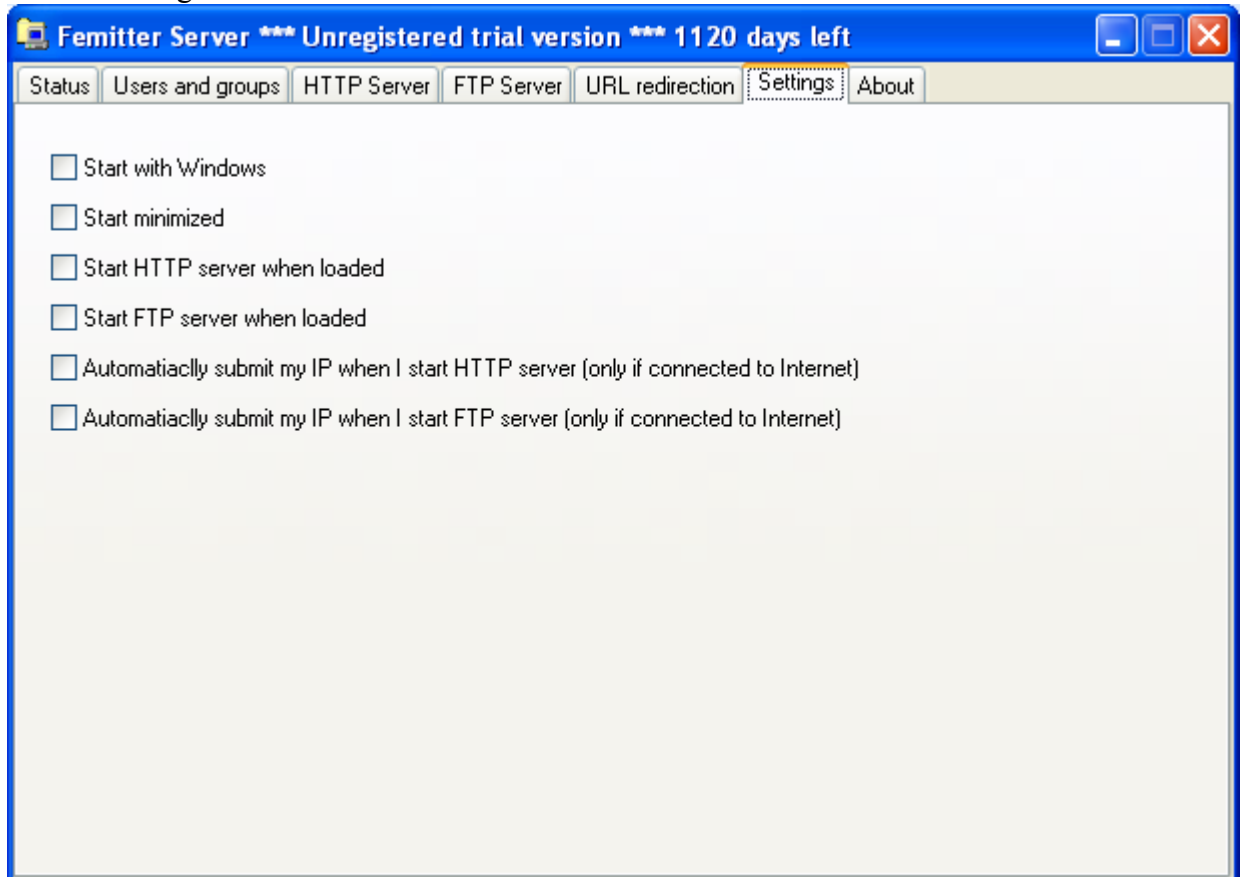 Femitter Server *** Unregistered trial version *** 1120 days left
Status Users and groups HTTP Server FTP Server URL redirection Settings About
Start with Windows
Start minimized
Start HTTP server when loaded
Start FTP server when loaded
Automatiaclly submit my IP when I start HTTP server (only if connected to Internet)
Automatiaclly submit my IP when I start FTP server (only if connected to Internet)